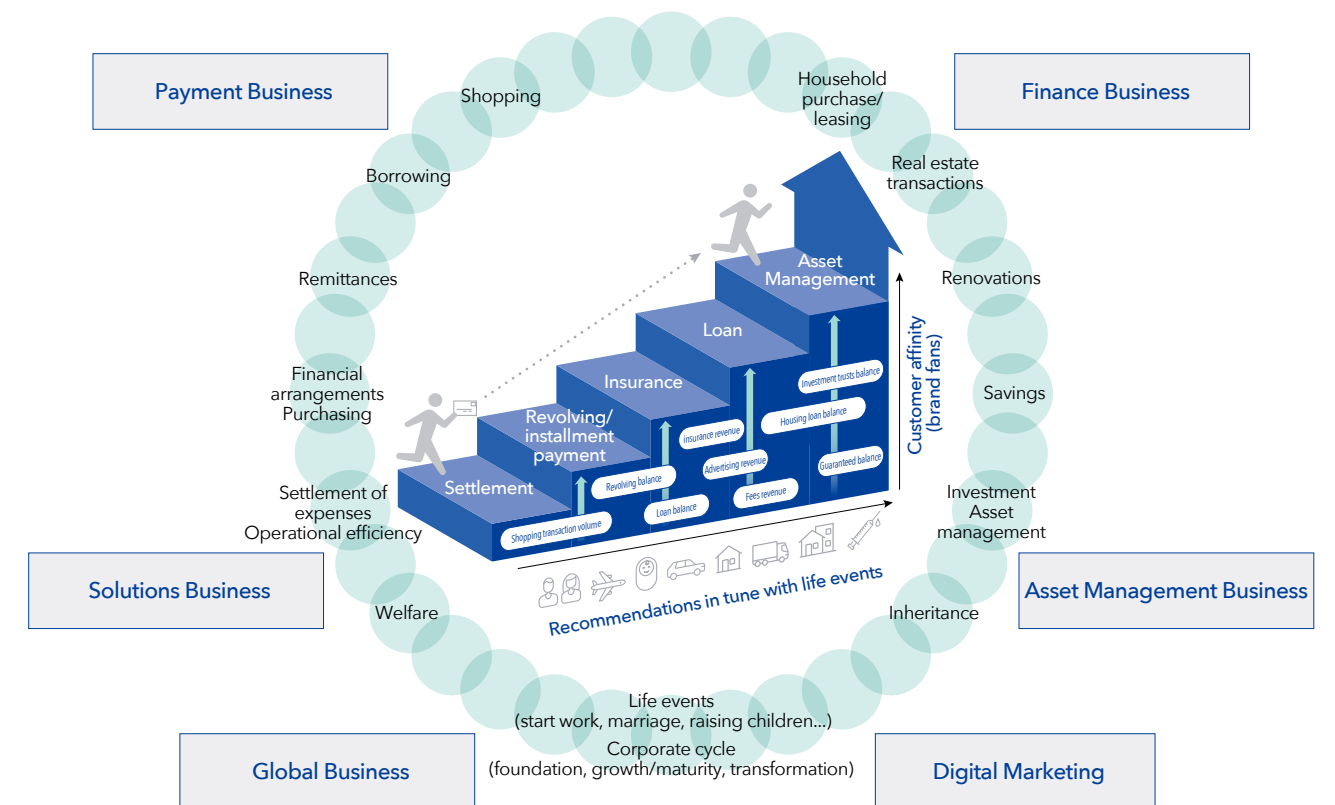 Payment Business
Finance Business
Shopping
Household
purchase/
leasing
Borrowing
Real estate
transactions
Remittances
Renovations
Financial
arrangements
Purchasing
Savings
Settlement of
expenses
Operational efficiency
Investment
Asset
management
Welfare
Inheritance
Asset
Management
Loan
Insurance
Revolving/
installment
payment
Settlement
Investment trusts balance
Housing loan balance
Guaranteed balance
insurance revenue
Advertising revenue
Fees revenue
Revolving balance
Loan balance
Shopping transaction volume
Customer affinity
(brand fans)
Recommendations in tune with life events
Solutions Business
Asset Management Business
Life events
(start work, marriage, raising children...)
Corporate cycle
(foundation, growth/maturity, transformation)
Global Business
Digital Marketing